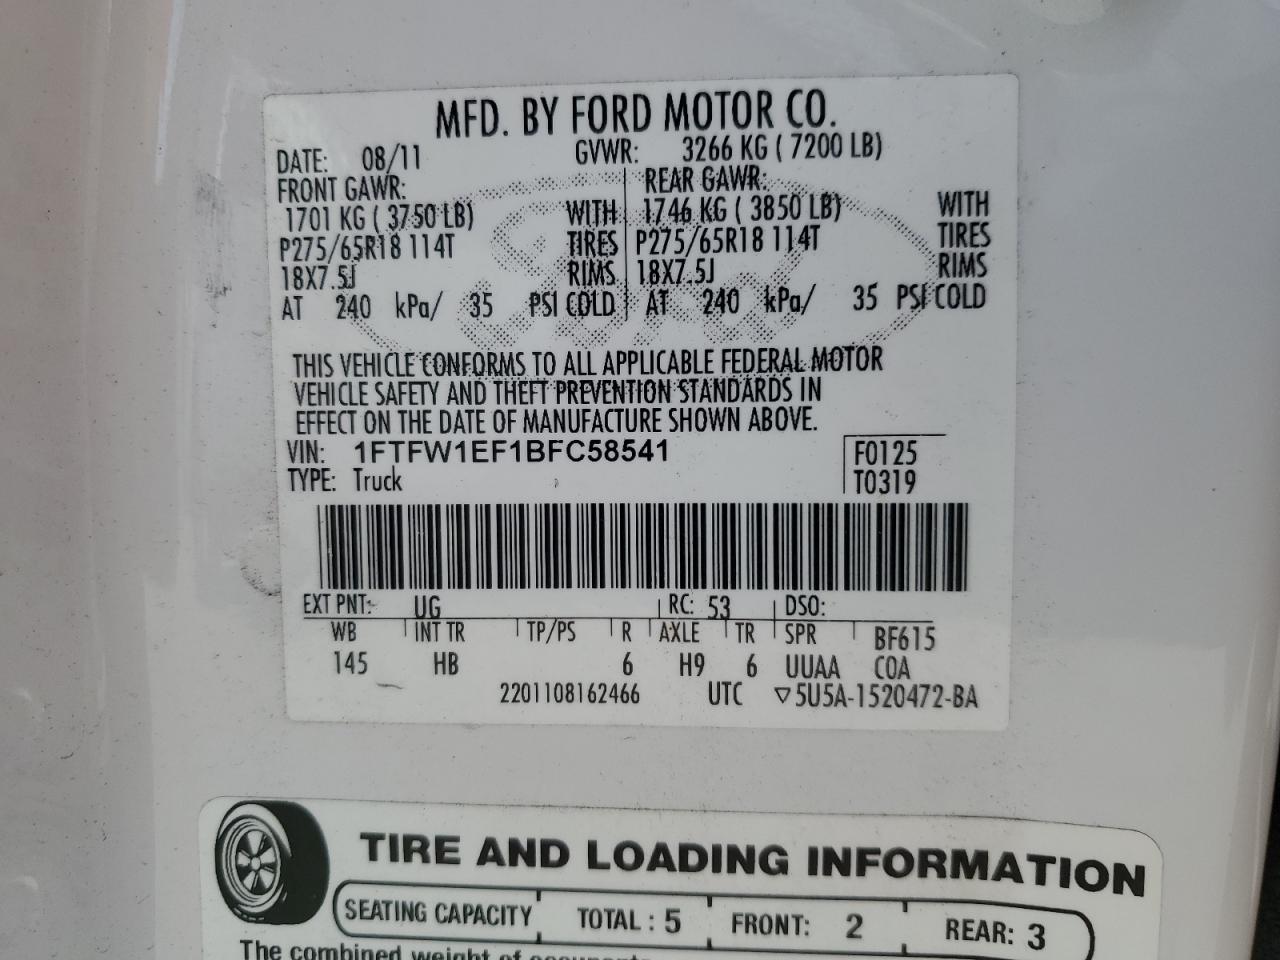 MFD. BY FORD MOTOR CO.
DATE: 08/11 GVWR: 3266 KG ( 7200 LB)
FRONT GAWR: REAR GAWR:
1701 KG ( 3750 LB) WITH 1746 KG ( 3850 LB) WITH
P275/65R18 114T TIRES P275/65R18 114T TIRES
18X7.5J RIMS 18X7.5J RIMS
AT 240 kPa/ 35 PSI COLD AT 240 kPa/ 35 PSI COLD
Ford
THIS VEHICLE CONFORMS TO ALL APPLICABLE FEDERAL MOTOR
VEHICLE SAFETY AND THEFT PREVENTION STANDARDS IN
EFFECT ON THE DATE OF MANUFACTURE SHOWN ABOVE.
VIN: 1FTFW1EF1BFC58541 F0125
TYPE: Truck T0319
EXT PNT: UG RC: 53 DSO:
WB INT TR TP/PS R AXLE TR SPR BF615
145 HB 6 H9 6 UUAA COA
2201108162466 UTC ▽5U5A-1520472-BA
TIRE AND LOADING INFORMATION
SEATING CAPACITY TOTAL : 5 FRONT: 2 REAR: 3
The combined weight of